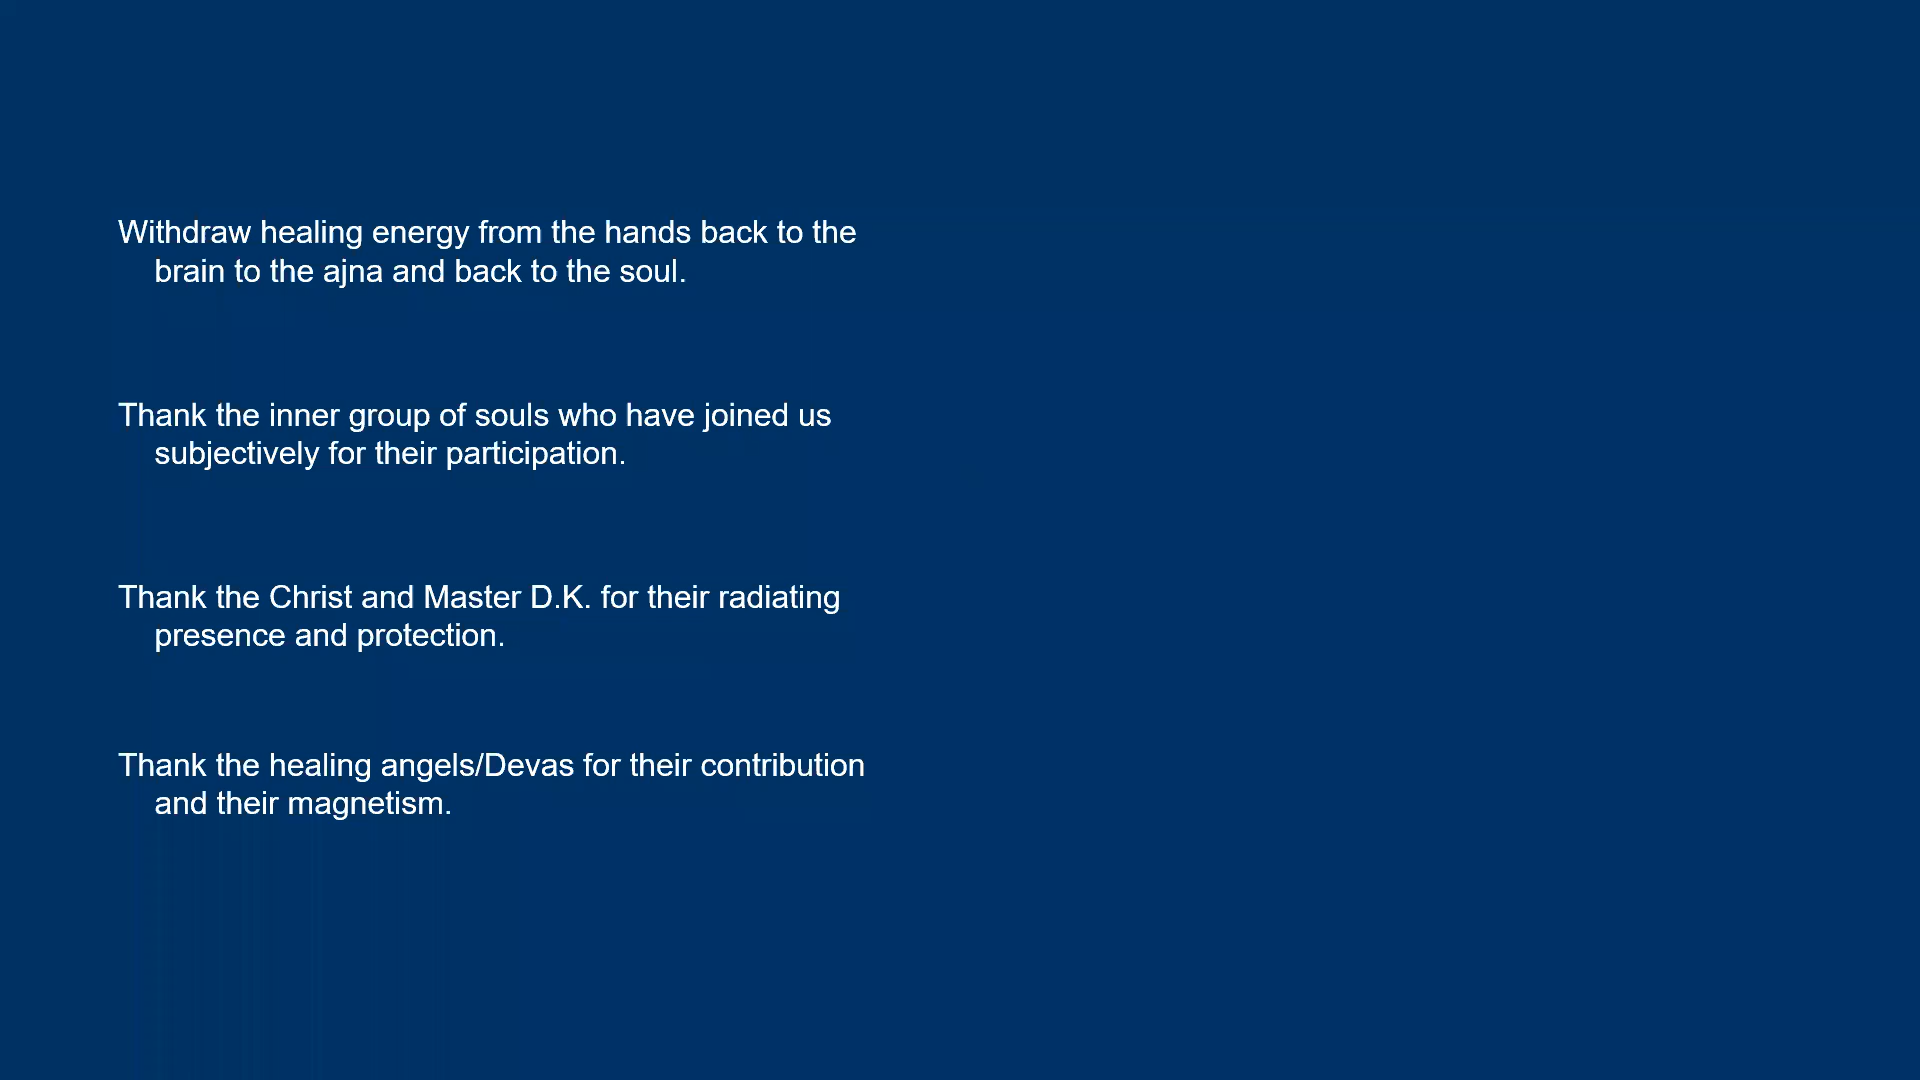 Withdraw healing energy from the hands back to the
brain to the ajna and back to the soul.
Thank the inner group of souls who have joined us
subjectively for their participation.
Thank the Christ and Master D.K. for their radiating
presence and protection.
Thank the healing angels/Devas for their contribution
and their magnetism.